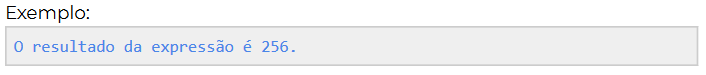 Exemplo:
O resultado da expressão é 256.